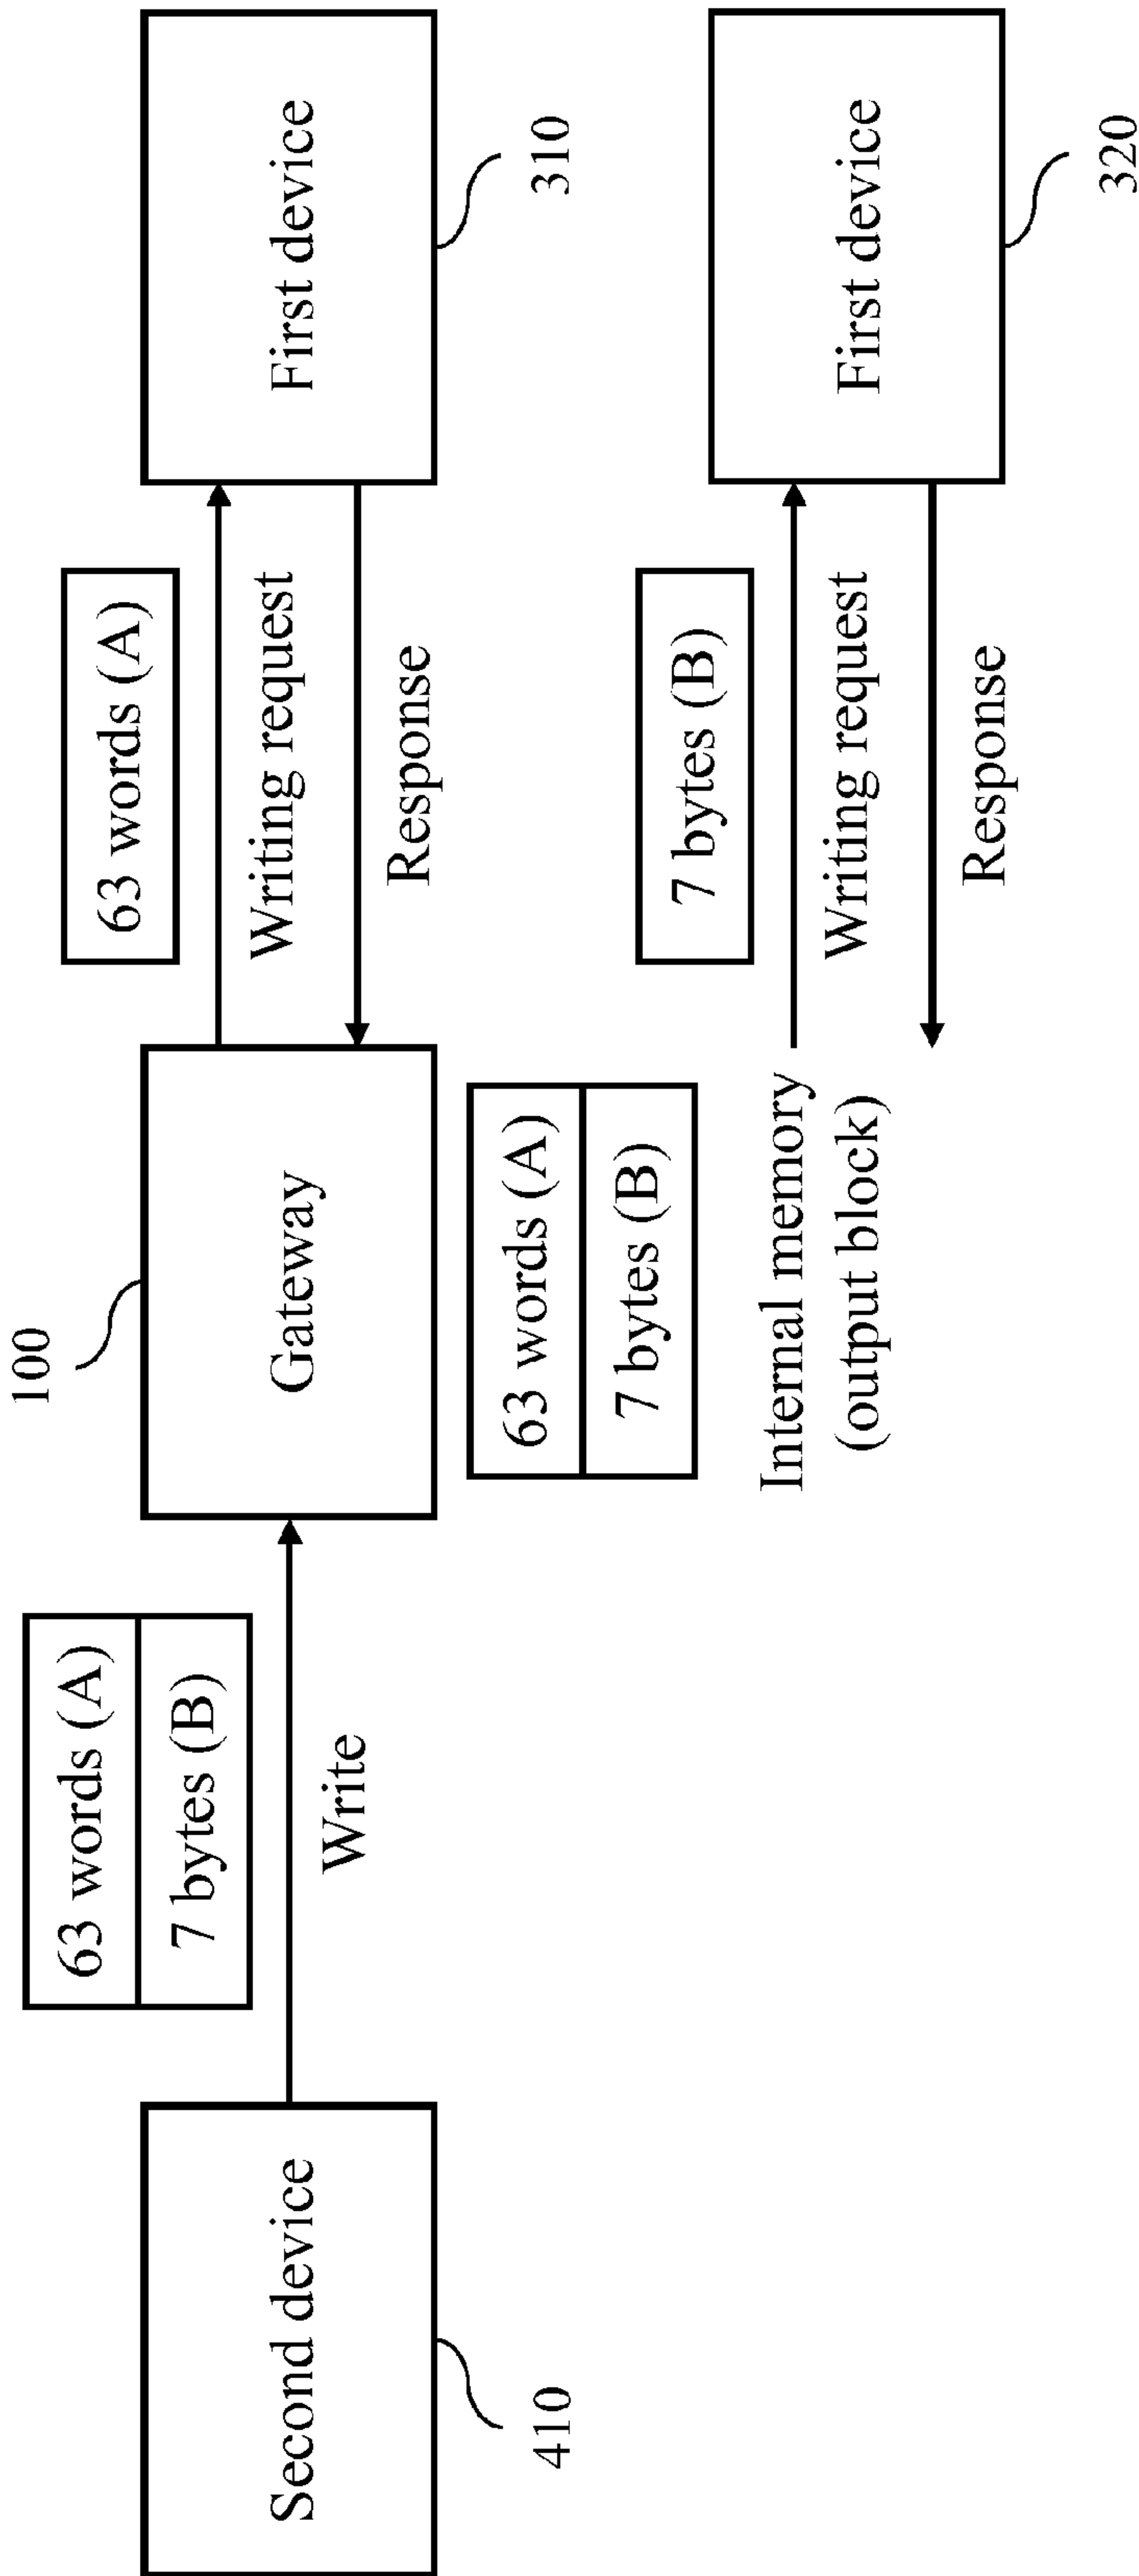 100
63 words (A)
7 bytes (B)
63 words (A)
Second device
Write
Gateway
Writing request
Response
First device
410
310
63 words (A)
7 bytes (B)
7 bytes (B)
Internal memory
(output block)
Writing request
Response
First device
320